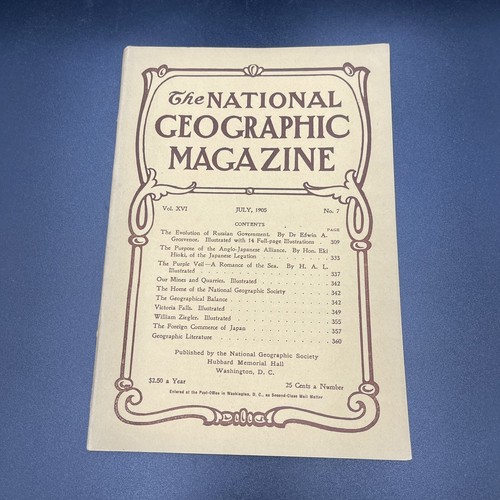 The NATIONAL
GEOGRAPHIC
MAGAZINE
Vol. XVI JULY, 1905 No. 7
CONTENTS
PAGE
The Evolution of Russian Government. By Dr Edwin A.
Grosvenor. Illustrated with 14 Full-page Illustrations . 309
The Purpose of the Anglo-Japanese Alliance. By Hon. Eki
Hioki, of the Japanese Legation . . . . . 333
The Purple Veil—A Romance of the Sea. By H. A. L.
Illustrated . . . . . . . . . 337
Our Mines and Quarries. Illustrated . . . . . 342
The Home of the National Geographic Society . . . 342
The Geographical Balance . . . . . . . 342
Victoria Falls. Illustrated . . . . . . . 349
William Ziegler. Illustrated . . . . . . 355
The Foreign Commerce of Japan . . . . . 357
Geographic Literature . . . . . . . 360
Published by the National Geographic Society
Hubbard Memorial Hall
Washington, D. C.
$2.50 a Year 25 Cents a Number
Entered at the Post-Office in Washington, D. C., as Second-Class Mail Matter